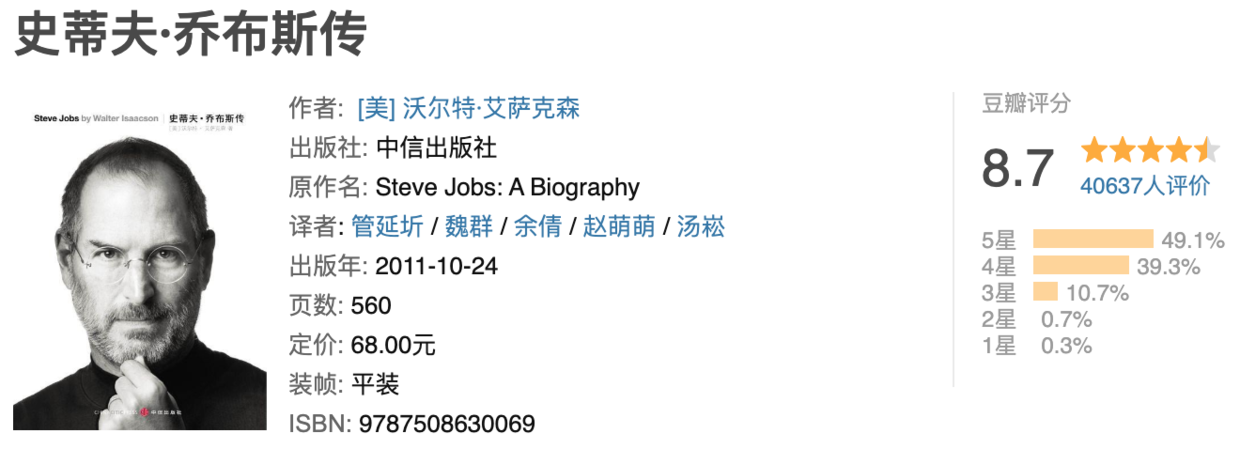 史蒂夫·乔布斯传
Steve Jobs by Walter Isaacson | 史蒂夫·乔布斯传
[美] 沃尔特·艾萨克森 著
中信出版社
作者: [美] 沃尔特·艾萨克森
出版社: 中信出版社
原作名: Steve Jobs: A Biography
译者: 管延圻 / 魏群 / 余倩 / 赵萌萌 / 汤崧
出版年: 2011-10-24
页数: 560
定价: 68.00元
装帧: 平装
ISBN: 9787508630069
豆瓣评分
8.7
40637人评价
5星 49.1%
4星 39.3%
3星 10.7%
2星 0.7%
1星 0.3%